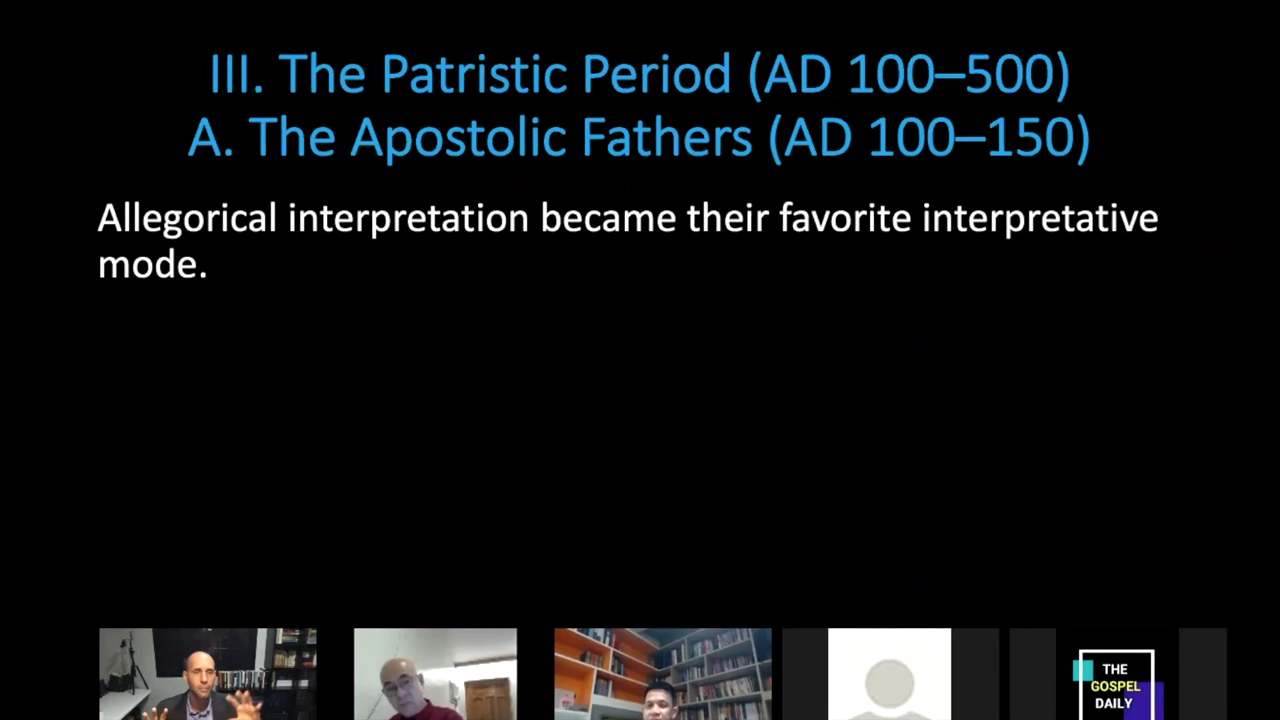 III. The Patristic Period (AD 100–500)
A. The Apostolic Fathers (AD 100–150)
Allegorical interpretation became their favorite interpretative
mode.
THE
GOSPEL
DAILY